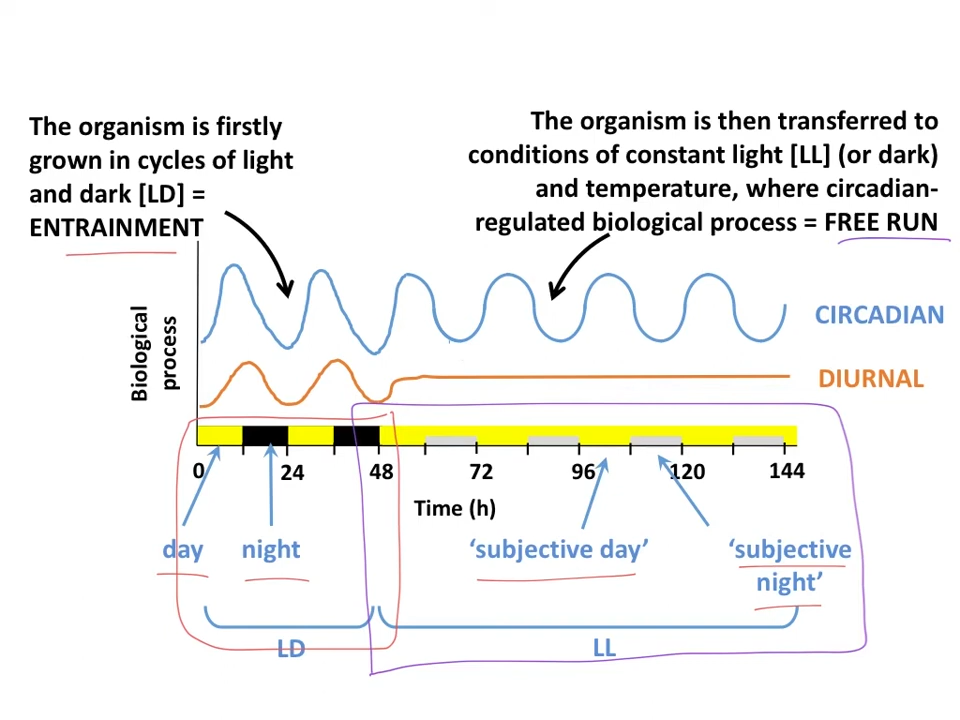 The organism is firstly
grown in cycles of light
and dark [LD] =
ENTRAINMENT
The organism is then transferred to
conditions of constant light [LL] (or dark)
and temperature, where circadian-
regulated biological process = FREE RUN
Biological
process
CIRCADIAN
DIURNAL
0 24 48 72 96 120 144
Time (h)
day night ‘subjective day’ ‘subjective
night’
LD LL